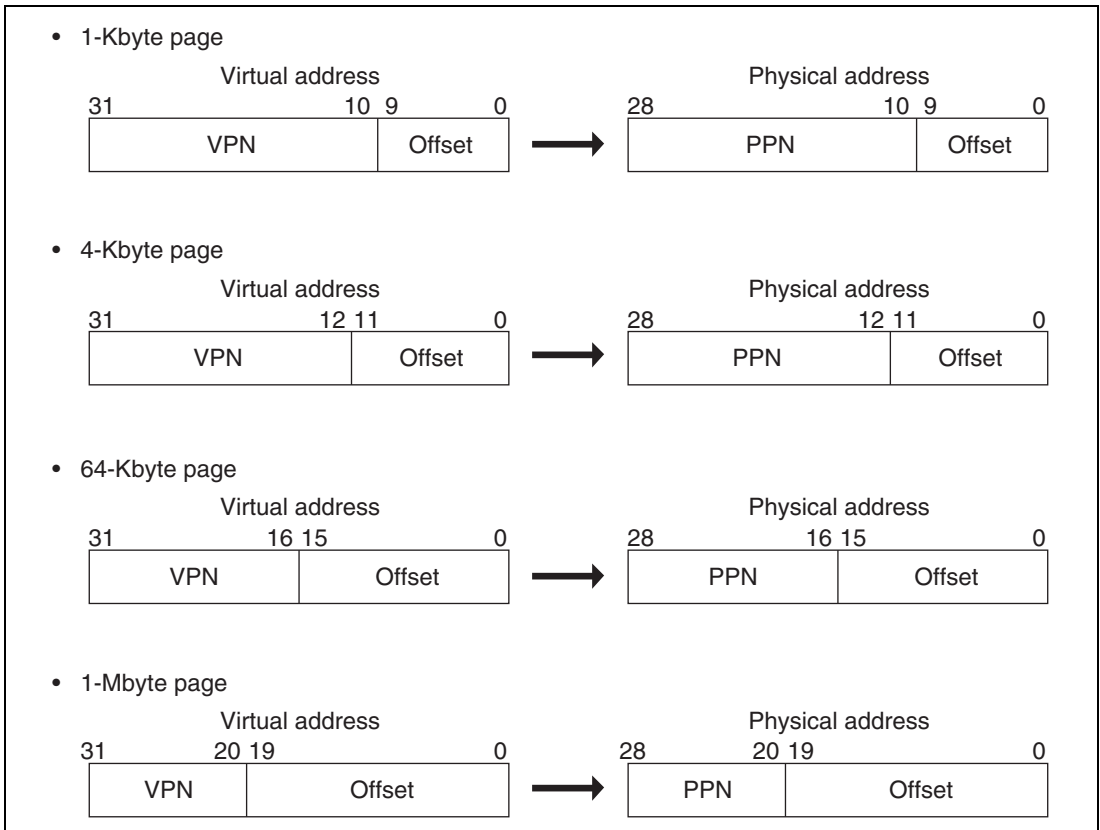 • 1-Kbyte page
Virtual address Physical address
31 10 9 0 28 10 9 0
VPN Offset PPN Offset
• 4-Kbyte page
Virtual address Physical address
31 12 11 0 28 12 11 0
VPN Offset PPN Offset
• 64-Kbyte page
Virtual address Physical address
31 16 15 0 28 16 15 0
VPN Offset PPN Offset
• 1-Mbyte page
Virtual address Physical address
31 20 19 0 28 20 19 0
VPN Offset PPN Offset